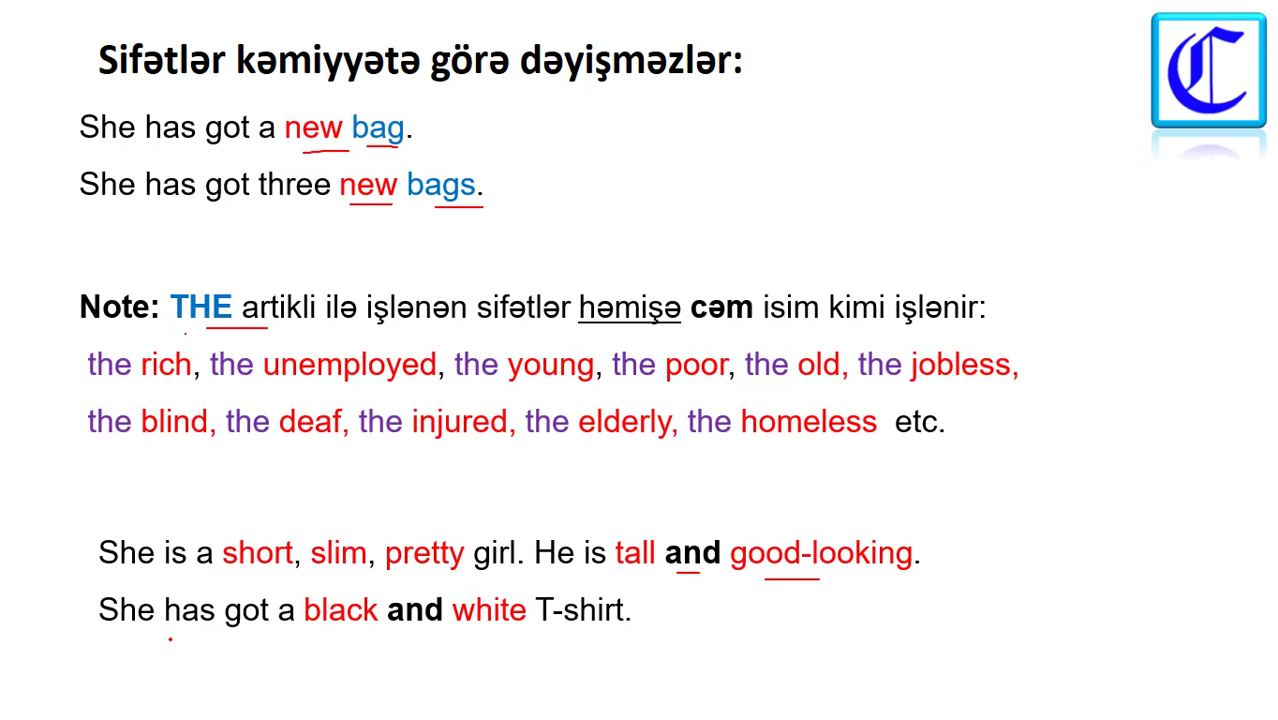 Sifətlər kəmiyyətə görə dəyişməzlər:
She has got a new bag.
She has got three new bags.
Note: THE artikli ilə işlənən sifətlər həmişə cəm isim kimi işlənir:
the rich, the unemployed, the young, the poor, the old, the jobless,
the blind, the deaf, the injured, the elderly, the homeless etc.
She is a short, slim, pretty girl. He is tall and good-looking.
She has got a black and white T-shirt.
C